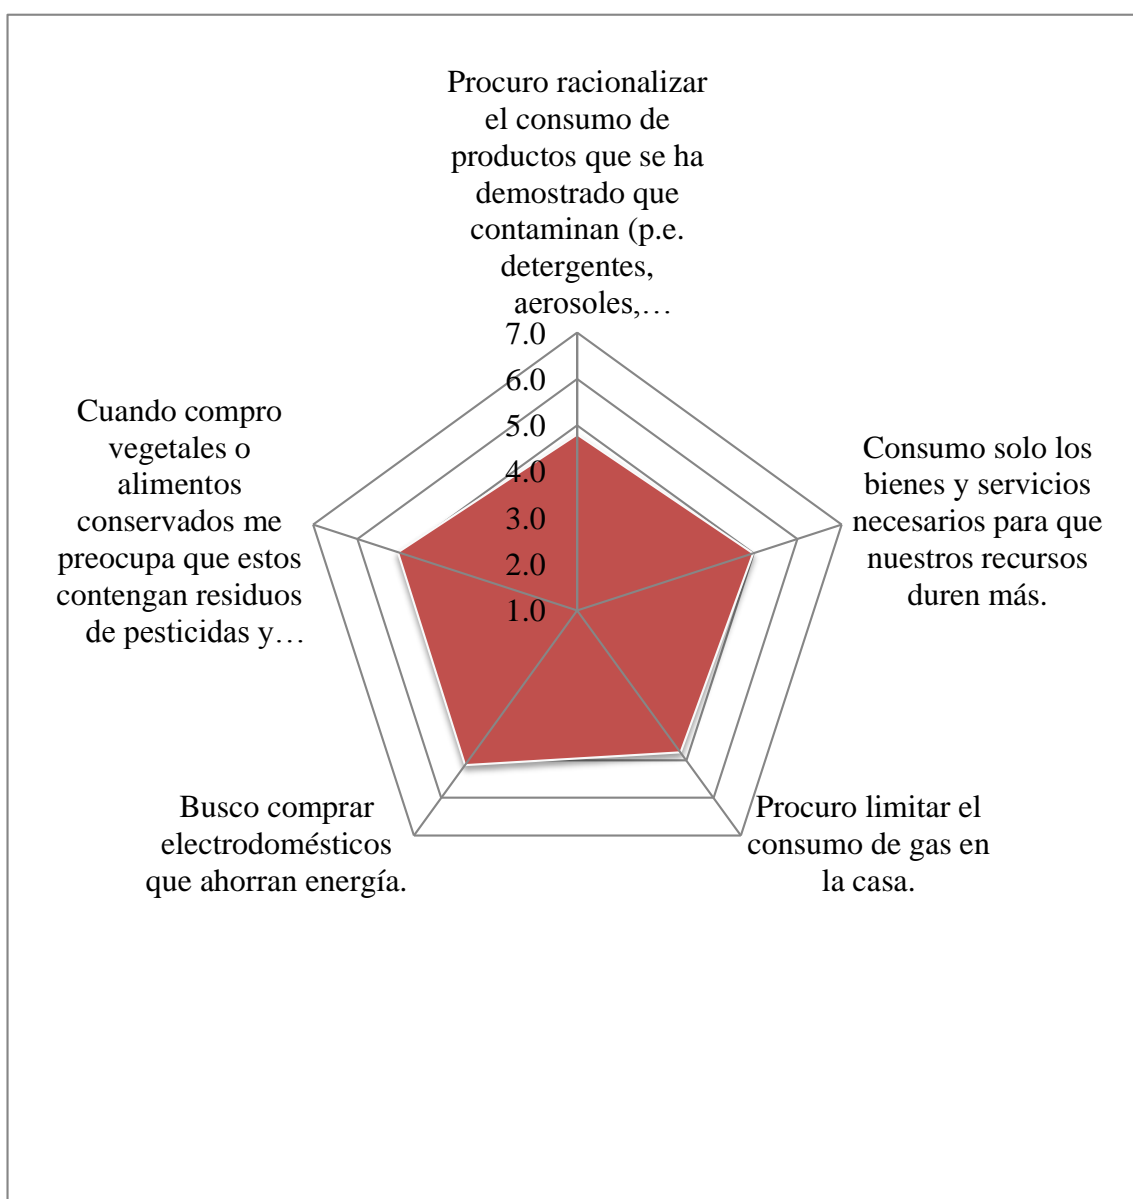 Procuro racionalizar
el consumo de
productos que se ha
demostrado que
contaminan (p.e.
detergentes,
aerosoles,…
7.0
6.0
5.0
4.0
3.0
2.0
1.0
Consumo solo los
bienes y servicios
necesarios para que
nuestros recursos
duren más.
Procuro limitar el
consumo de gas en
la casa.
Busco comprar
electrodomésticos
que ahorran energía.
Cuando compro
vegetales o
alimentos
conservados me
preocupa que estos
contengan residuos
de pesticidas y…